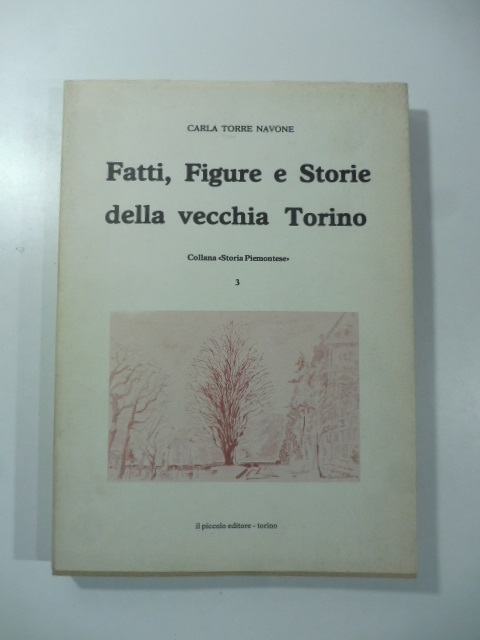 CARLA TORRE NAVONE
Fatti, Figure e Storie
della vecchia Torino
Collana «Storia Piemontese»
3
il piccolo editore - torino